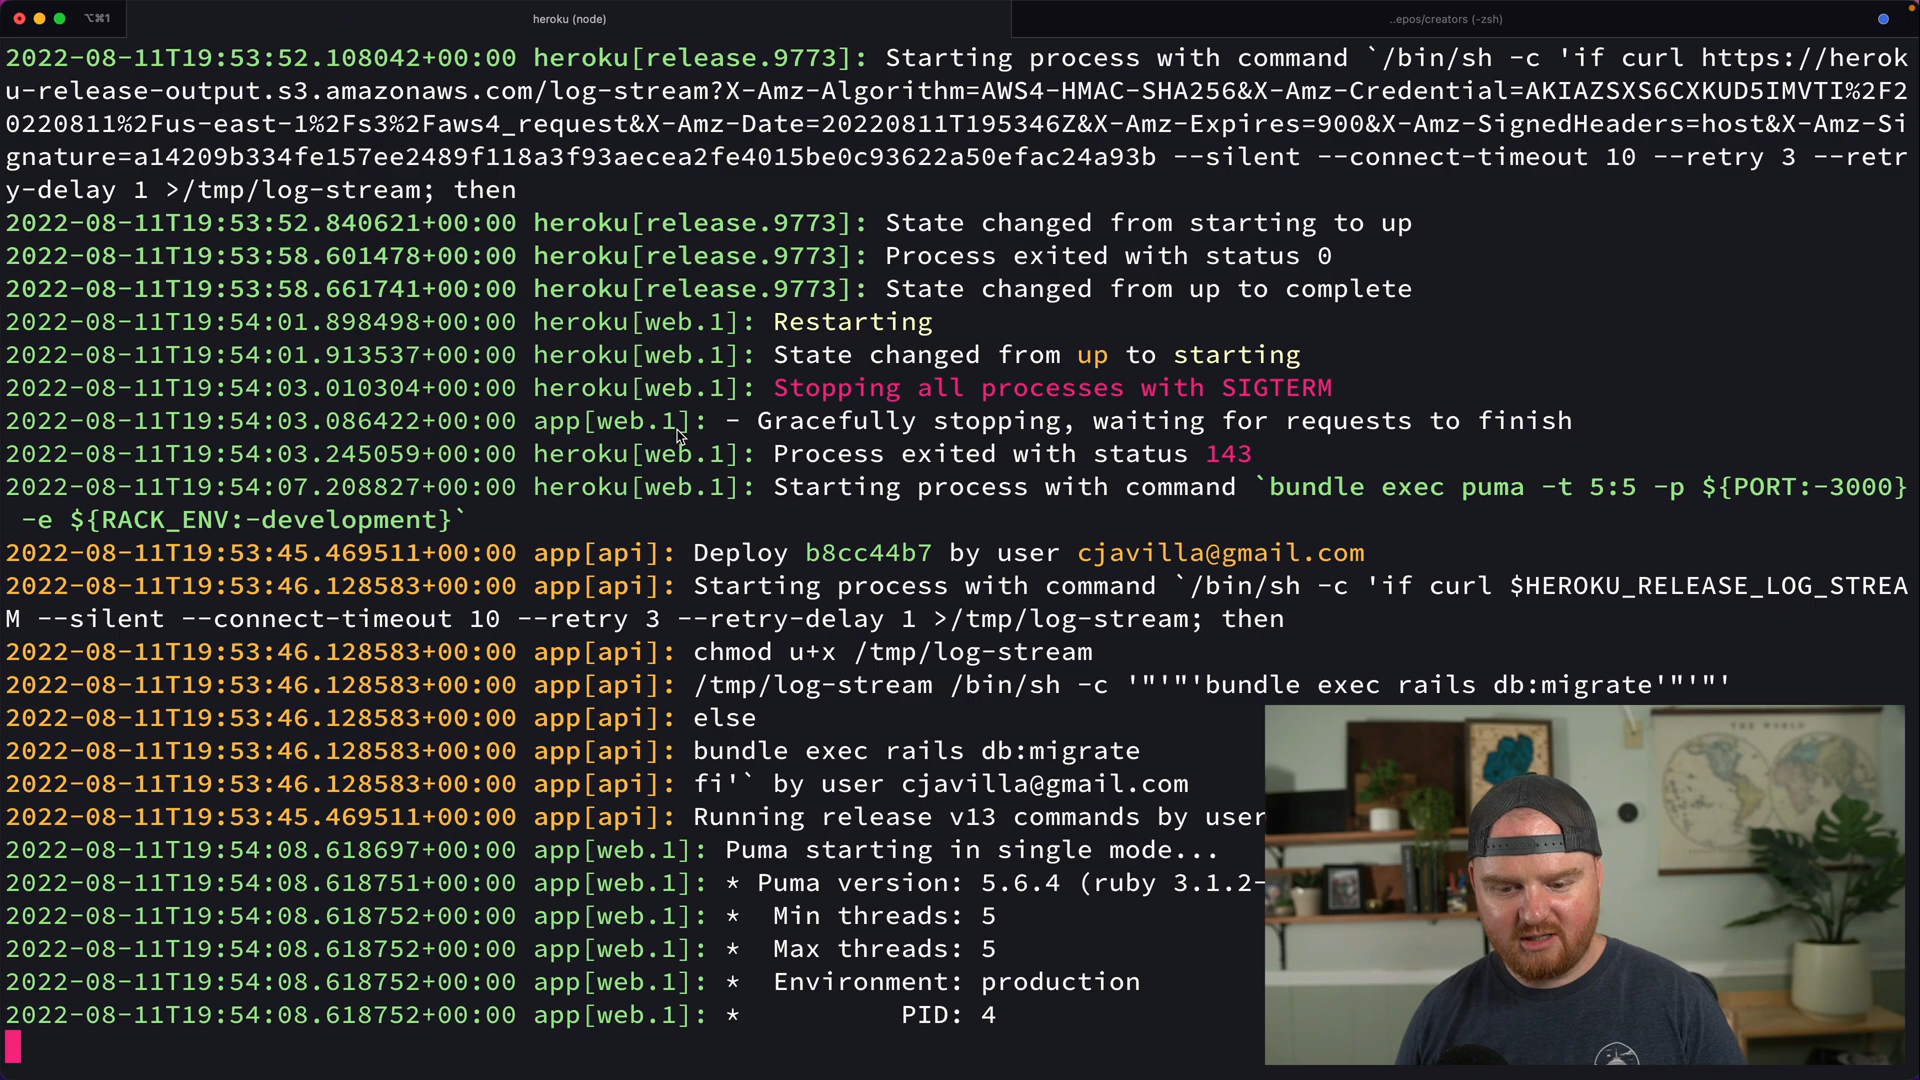 ⌥⌘1
heroku (node)
..epos/creators (-zsh)
2022-08-11T19:53:52.108042+00:00 heroku[release.9773]: Starting process with command `/bin/sh -c 'if curl https://herok
u-release-output.s3.amazonaws.com/log-stream?X-Amz-Algorithm=AWS4-HMAC-SHA256&X-Amz-Credential=AKIAZSXS6CXKUD5IMVTI%2F2
0220811%2Fus-east-1%2Fs3%2Faws4_request&X-Amz-Date=20220811T195346Z&X-Amz-Expires=900&X-Amz-SignedHeaders=host&X-Amz-Si
gnature=a14209b334fe157ee2489f118a3f93aecea2fe4015be0c93622a50efac24a93b --silent --connect-timeout 10 --retry 3 --retr
y-delay 1 >/tmp/log-stream; then
2022-08-11T19:53:52.840621+00:00 heroku[release.9773]: State changed from starting to up
2022-08-11T19:53:58.601478+00:00 heroku[release.9773]: Process exited with status 0
2022-08-11T19:53:58.661741+00:00 heroku[release.9773]: State changed from up to complete
2022-08-11T19:54:01.898498+00:00 heroku[web.1]: Restarting
2022-08-11T19:54:01.913537+00:00 heroku[web.1]: State changed from up to starting
2022-08-11T19:54:03.010304+00:00 heroku[web.1]: Stopping all processes with SIGTERM
2022-08-11T19:54:03.086422+00:00 app[web.1]: - Gracefully stopping, waiting for requests to finish
2022-08-11T19:54:03.245059+00:00 heroku[web.1]: Process exited with status 143
2022-08-11T19:54:07.208827+00:00 heroku[web.1]: Starting process with command `bundle exec puma -t 5:5 -p ${PORT:-3000}
-e ${RACK_ENV:-development}`
2022-08-11T19:53:45.469511+00:00 app[api]: Deploy b8cc44b7 by user cjavilla@gmail.com
2022-08-11T19:53:46.128583+00:00 app[api]: Starting process with command `/bin/sh -c 'if curl $HEROKU_RELEASE_LOG_STREA
M --silent --connect-timeout 10 --retry 3 --retry-delay 1 >/tmp/log-stream; then
2022-08-11T19:53:46.128583+00:00 app[api]: chmod u+x /tmp/log-stream
2022-08-11T19:53:46.128583+00:00 app[api]: /tmp/log-stream /bin/sh -c '"'"'bundle exec rails db:migrate'"'"'
2022-08-11T19:53:46.128583+00:00 app[api]: else
2022-08-11T19:53:46.128583+00:00 app[api]: bundle exec rails db:migrate
2022-08-11T19:53:46.128583+00:00 app[api]: fi'` by user cjavilla@gmail.com
2022-08-11T19:53:45.469511+00:00 app[api]: Running release v13 commands by user
2022-08-11T19:54:08.618697+00:00 app[web.1]: Puma starting in single mode...
2022-08-11T19:54:08.618751+00:00 app[web.1]: * Puma version: 5.6.4 (ruby 3.1.2-
2022-08-11T19:54:08.618752+00:00 app[web.1]: *  Min threads: 5
2022-08-11T19:54:08.618752+00:00 app[web.1]: *  Max threads: 5
2022-08-11T19:54:08.618752+00:00 app[web.1]: *  Environment: production
2022-08-11T19:54:08.618752+00:00 app[web.1]: *          PID: 4
THE WORLD